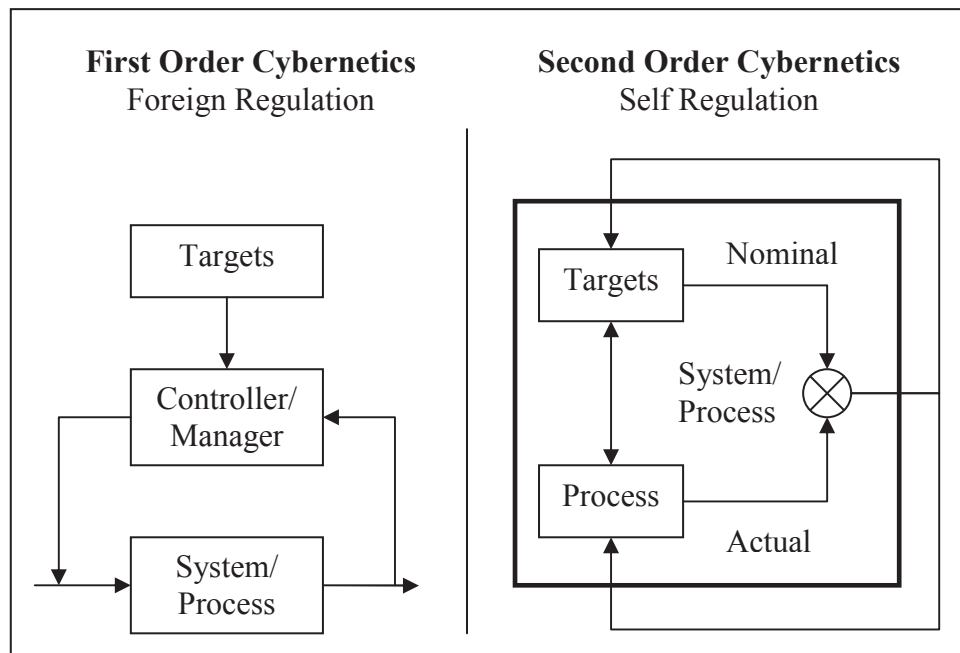 First Order Cybernetics
Foreign Regulation
Targets
Controller/
Manager
System/
Process
Second Order Cybernetics
Self Regulation
Targets
Nominal
System/
Process
Process
Actual